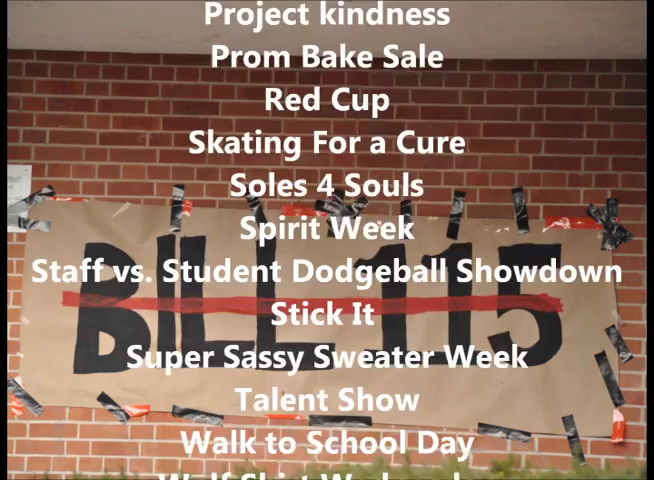 Project kindness
Prom Bake Sale
Red Cup
Skating For a Cure
Soles 4 Souls
Spirit Week
Staff vs. Student Dodgeball Showdown
BILL 115
Stick It
Super Sassy Sweater Week
Talent Show
Walk to School Day